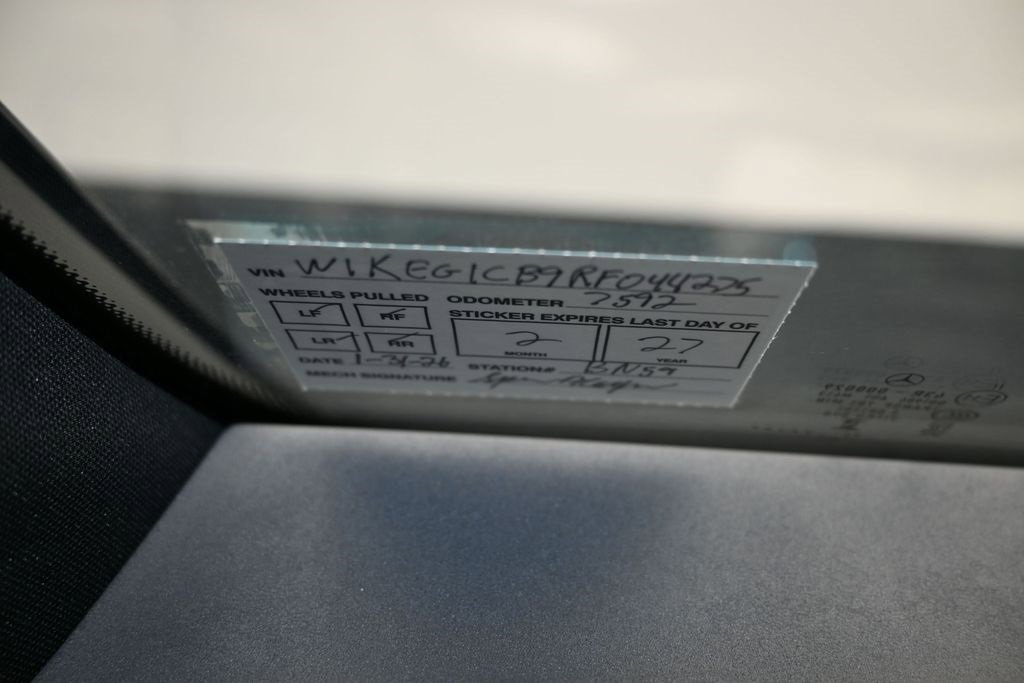 VIN W1KEG1CB9RF044275
WHEELS PULLED ODOMETER 7592
LF RF STICKER EXPIRES LAST DAY OF
LR RR 2 27
MONTH YEAR
DATE 1-31-26 STATION# BN59
MECH SIGNATURE